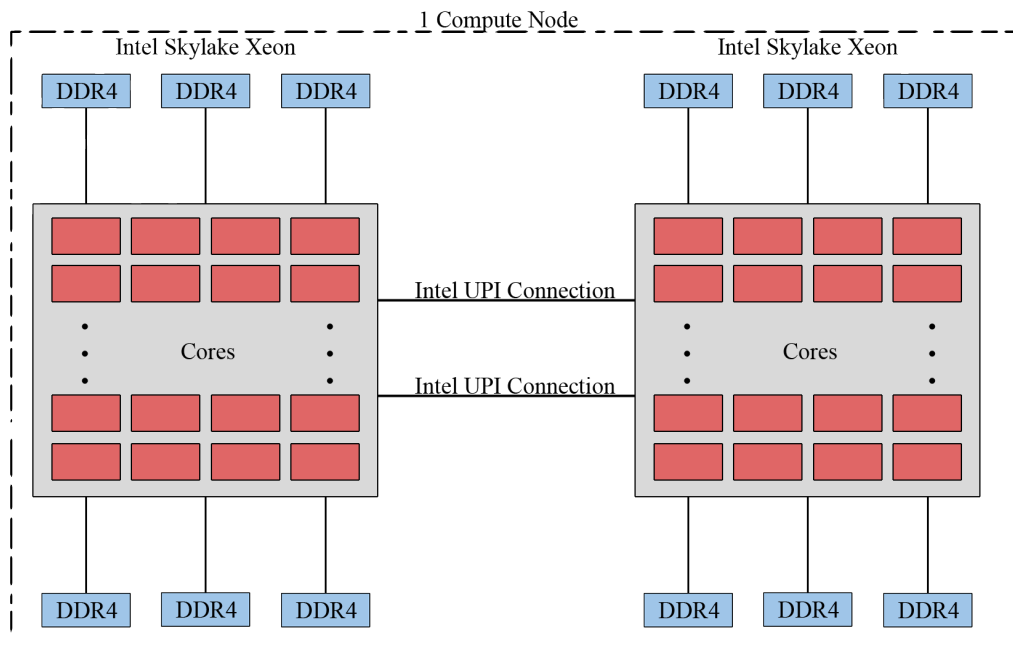 1 Compute Node
Intel Skylake Xeon
Intel Skylake Xeon
DDR4 DDR4 DDR4
DDR4 DDR4 DDR4
Intel UPI Connection
Cores
Cores
Intel UPI Connection
DDR4 DDR4 DDR4
DDR4 DDR4 DDR4